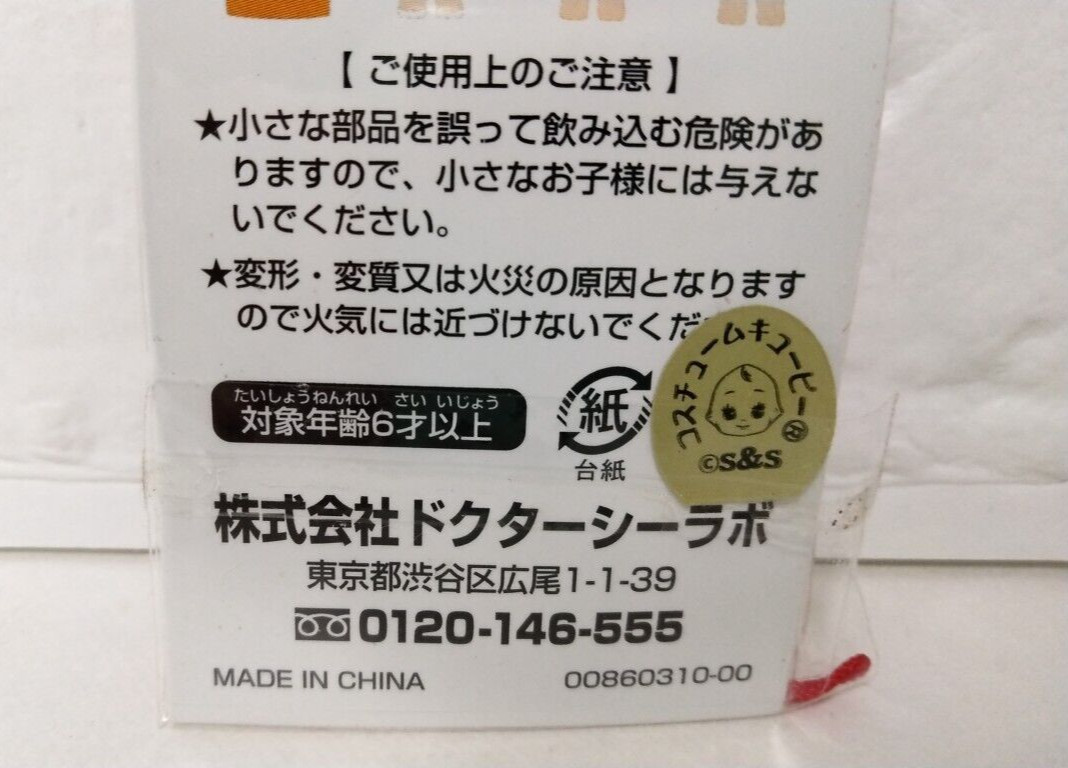 【 ご使用上のご注意 】
★小さな部品を誤って飲み込む危険があ
りますので、小さなお子様には与えな
いでください。
★変形・変質又は火災の原因となります
ので火気には近づけないでくだ
たいしょうねんれい さい いじょう
対象年齢6才以上
紙
台紙
コスチュームキューピー®
©S&S
株式会社ドクターシーラボ
東京都渋谷区広尾1-1-39
0120-146-555
MADE IN CHINA 00860310-00